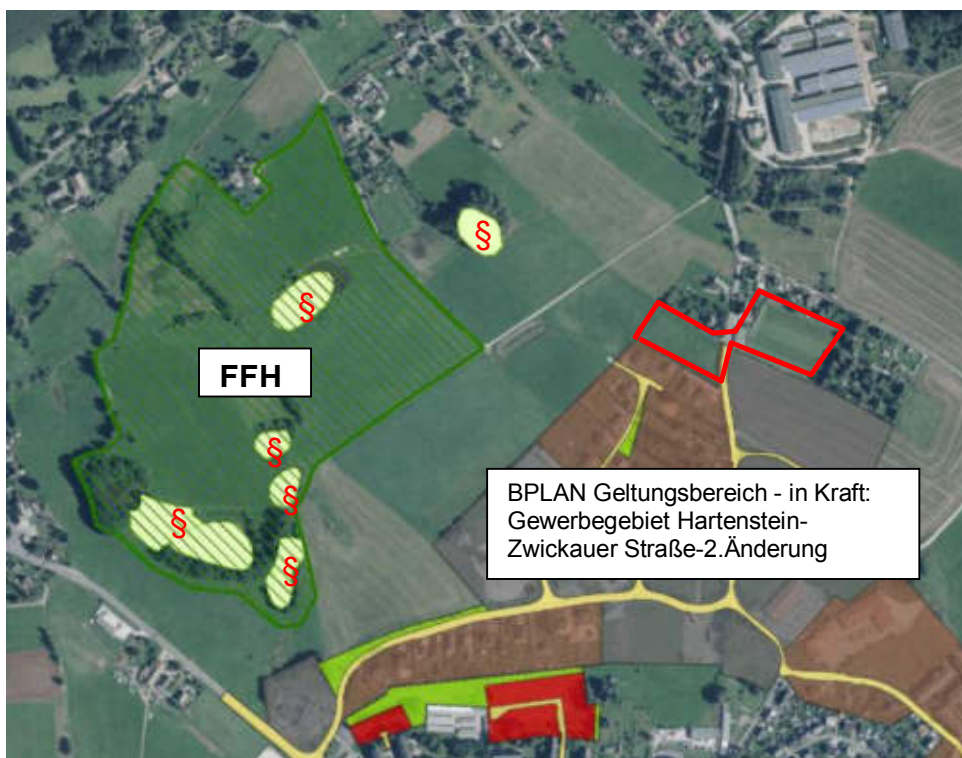 §
§
FFH
§
§
BPLAN Geltungsbereich - in Kraft:
Gewerbegebiet Hartenstein-
Zwickauer Straße-2.Änderung
§
§